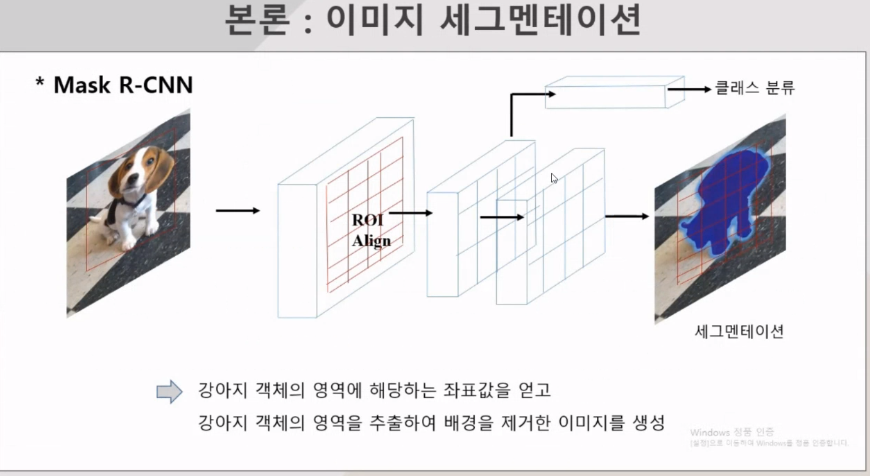 본론 : 이미지 세그멘테이션
* Mask R-CNN
클래스 분류
ROI
Align
세그멘테이션
강아지 객체의 영역에 해당하는 좌표값을 얻고
강아지 객체의 영역을 추출하여 배경을 제거한 이미지를 생성
Windows 정품 인증
[설정]으로 이동하여 Windows를 정품 인증합니다.